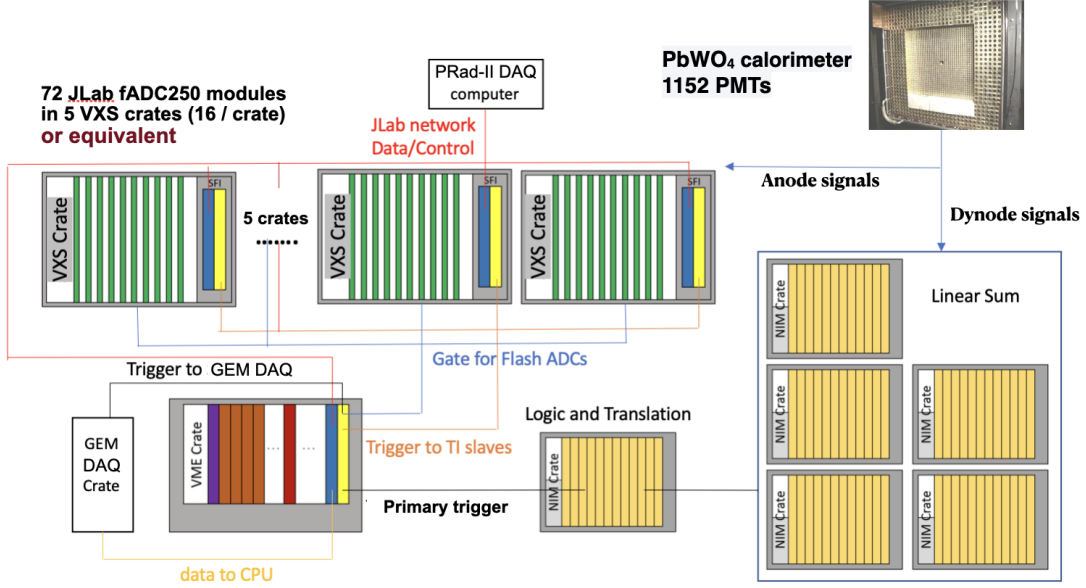 72 JLab fADC250 modules
in 5 VXS crates (16 / crate)
or equivalent
PRad-II DAQ
computer
PbWO₄ calorimeter
1152 PMTs
JLab network
Data/Control
Anode signals
Dynode signals
VXS Crate
SFI
5 crates
.......
VXS Crate
SFI
VXS Crate
SFI
Linear Sum
NIM Crate
NIM Crate
NIM Crate
NIM Crate
NIM Crate
Gate for Flash ADCs
Trigger to GEM DAQ
GEM
DAQ
Crate
VME Crate
...
...
Trigger to TI slaves
Logic and Translation
NIM Crate
Primary trigger
data to CPU